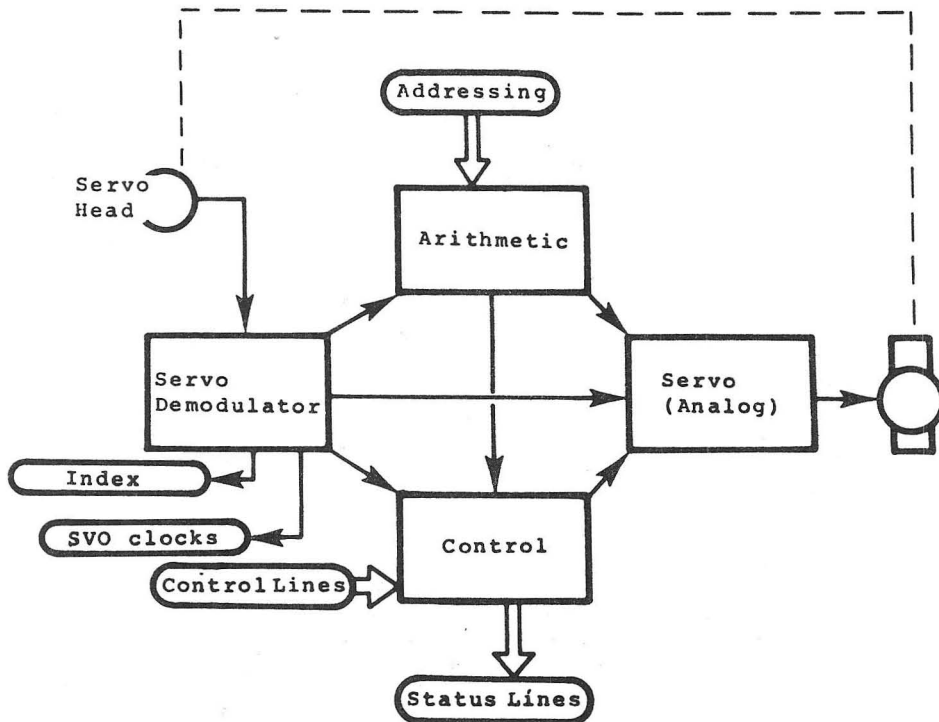 Addressing
Servo
Head
Arithmetic
Servo
Demodulator
Servo
(Analog)
Index
SVO clocks
Control
Control Lines
Status Lines